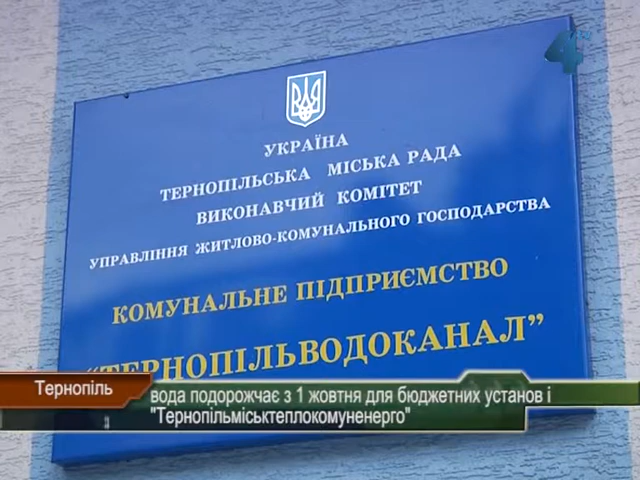 4
УКРАЇНА
ТЕРНОПІЛЬСЬКА МІСЬКА РАДА
ВИКОНАВЧИЙ КОМІТЕТ
УПРАВЛІННЯ ЖИТЛОВО-КОМУНАЛЬНОГО ГОСПОДАРСТВА
КОМУНАЛЬНЕ ПІДПРИЄМСТВО
“ТЕРНОПІЛЬВОДОКАНАЛ”
Тернопіль
вода подорожчає з 1 жовтня для бюджетних установ і
"Тернопільміськтеплокомуненерго"